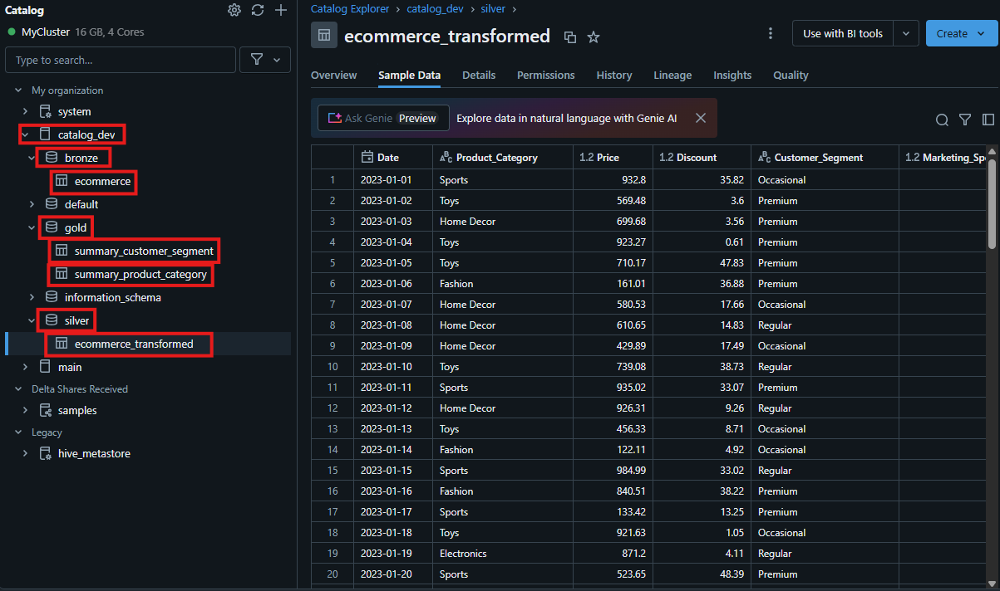 Catalog
MyCluster 16 GB, 4 Cores
Type to search...
My organization
system
catalog_dev
bronze
ecommerce
default
gold
summary_customer_segment
summary_product_category
information_schema
silver
ecommerce_transformed
main
Delta Shares Received
samples
Legacy
hive_metastore
Catalog Explorer > catalog_dev > silver >
ecommerce_transformed
Use with BI tools
Create
Overview Sample Data Details Permissions History Lineage Insights Quality
Ask Genie Preview Explore data in natural language with Genie AI
Date Product_Category 1.2 Price 1.2 Discount Customer_Segment 1.2 Marketing_Sp
1 2023-01-01 Sports 932.8 35.82 Occasional
2 2023-01-02 Toys 569.48 3.6 Premium
3 2023-01-03 Home Decor 699.68 3.56 Premium
4 2023-01-04 Toys 923.27 0.61 Premium
5 2023-01-05 Toys 710.17 47.83 Premium
6 2023-01-06 Fashion 161.01 36.88 Premium
7 2023-01-07 Home Decor 580.53 17.66 Occasional
8 2023-01-08 Home Decor 610.65 14.83 Regular
9 2023-01-09 Home Decor 429.89 17.49 Occasional
10 2023-01-10 Toys 739.08 38.73 Regular
11 2023-01-11 Sports 935.02 33.07 Premium
12 2023-01-12 Home Decor 926.31 9.26 Regular
13 2023-01-13 Toys 456.33 8.71 Occasional
14 2023-01-14 Fashion 122.11 4.92 Occasional
15 2023-01-15 Sports 984.99 33.02 Regular
16 2023-01-16 Fashion 840.51 38.22 Premium
17 2023-01-17 Sports 133.42 13.25 Premium
18 2023-01-18 Toys 921.63 1.05 Occasional
19 2023-01-19 Electronics 871.2 4.11 Regular
20 2023-01-20 Sports 523.65 48.39 Premium